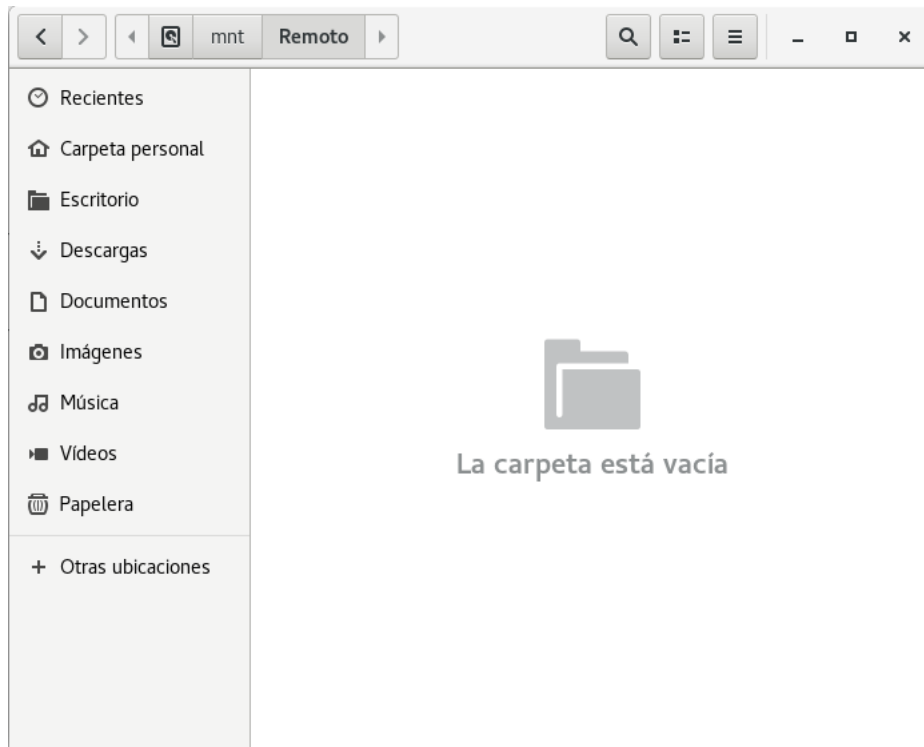 mnt Remoto
Recientes
Carpeta personal
Escritorio
Descargas
Documentos
Imágenes
Música
Vídeos
Papelera
Otras ubicaciones
La carpeta está vacía